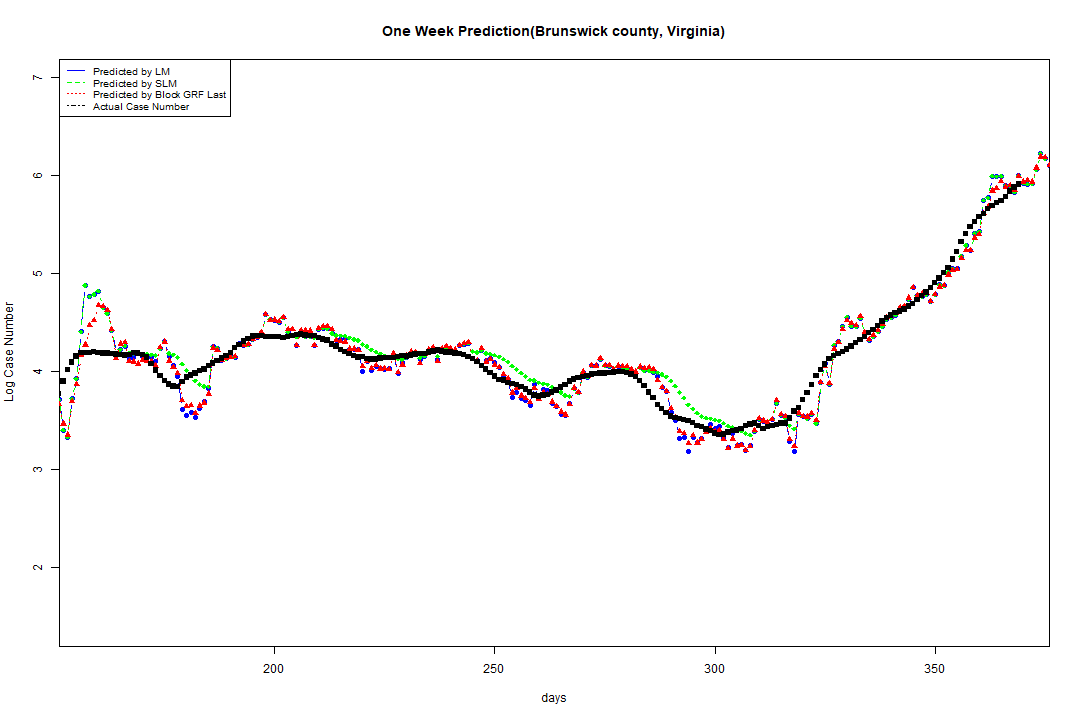 One Week Prediction(Brunswick county, Virginia)
Predicted by LM
Predicted by SLM
Predicted by Block GRF Last
Actual Case Number
7
6
5
4
3
2
Log Case Number
200 250 300 350
days